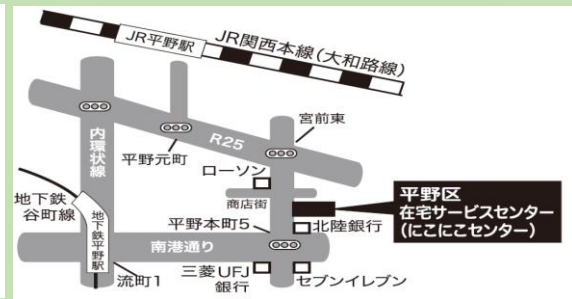 JR平野駅
JR関西本線(大和路線)
宮前東
R25
内環状線
平野元町
ローソン
商店街
平野区
在宅サービスセンター
(にこにこセンター)
地下鉄
谷町線
地下鉄平野駅
平野本町5
北陸銀行
南港通り
流町1
三菱UFJ
銀行
セブンイレブン